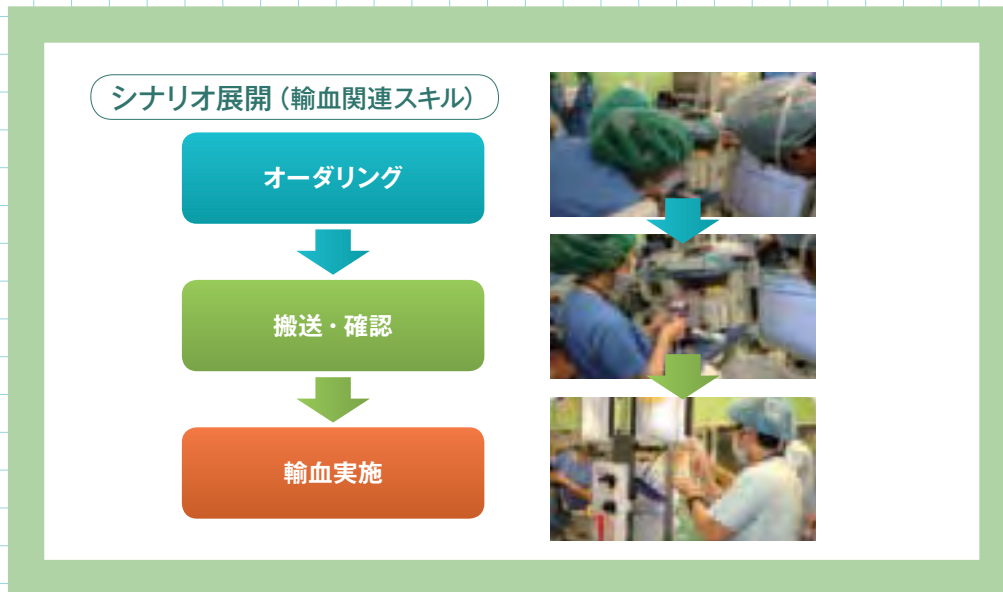 シナリオ展開（輸血関連スキル）
オーダリング
搬送・確認
輸血実施